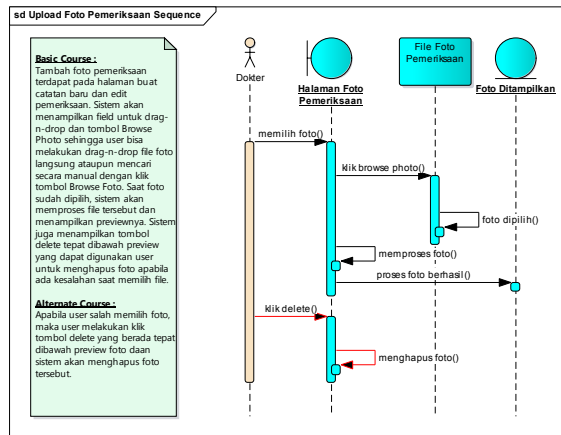 sd Upload Foto Pemeriksaan Sequence
Basic Course :
Tambah foto pemeriksaan
terdapat pada halaman buat
catatan baru dan edit
pemeriksaan. Sistem akan
menampilkan field untuk drag-
n-drop dan tombol Browse
Photo sehingga user bisa
melakukan drag-n-drop file foto
langsung ataupun mencari
secara manual dengan klik
tombol Browse Foto. Saat foto
sudah dipilih, sistem akan
memproses file tersebut dan
menampilkan previewnya. Sistem
juga menampilkan tombol
delete tepat dibawah preview
yang dapat digunakan user
untuk menghapus foto apabila
ada kesalahan saat memilih file.
Alternate Course :
Apabila user salah memilih foto,
maka user melakukan klik
tombol delete yang berada tepat
dibawah preview foto daan
sistem akan menghapus foto
tersebut.
Dokter
Halaman Foto
Pemeriksaan
File Foto
Pemeriksaan
Foto Ditampilkan
memilih foto()
klik browse photo()
foto dipilih()
memproses foto()
proses foto berhasil()
klik delete()
menghapus foto()